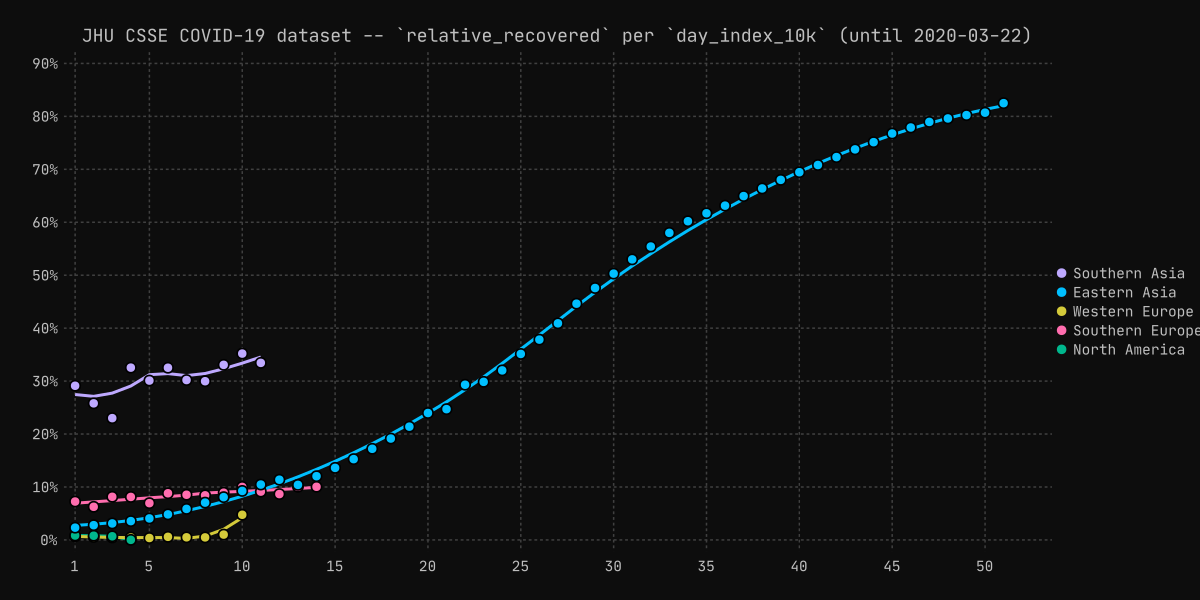 JHU CSSE COVID-19 dataset -- `relative_recovered` per `day_index_10k` (until 2020-03-22)
90%
80%
70%
60%
50%
40%
30%
20%
10%
0%
1 5 10 15 20 25 30 35 40 45 50
Southern Asia
Eastern Asia
Western Europe
Southern Europe
North America